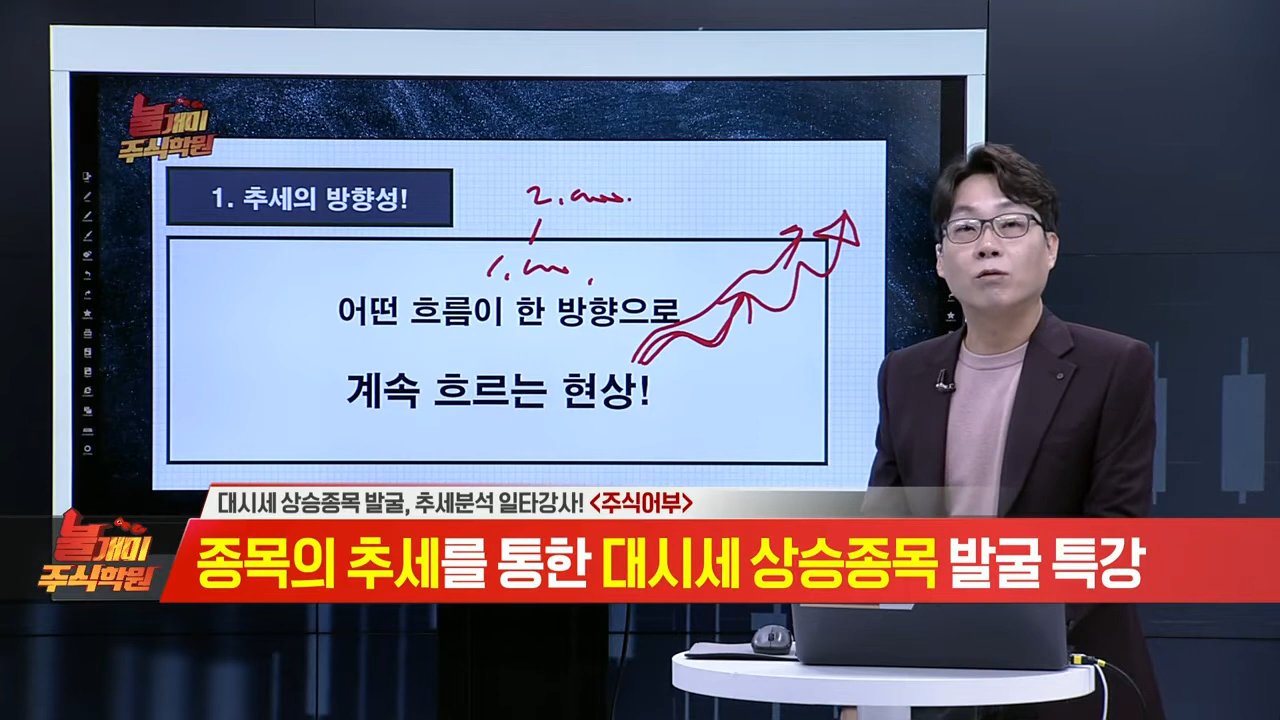 불개미
주식학원
1. 추세의 방향성!
어떤 흐름이 한 방향으로
계속 흐르는 현상!
대시세 상승종목 발굴, 추세분석 일타강사! <주식어부>
불개미
주식학원
종목의 추세를 통한 대시세 상승종목 발굴 특강